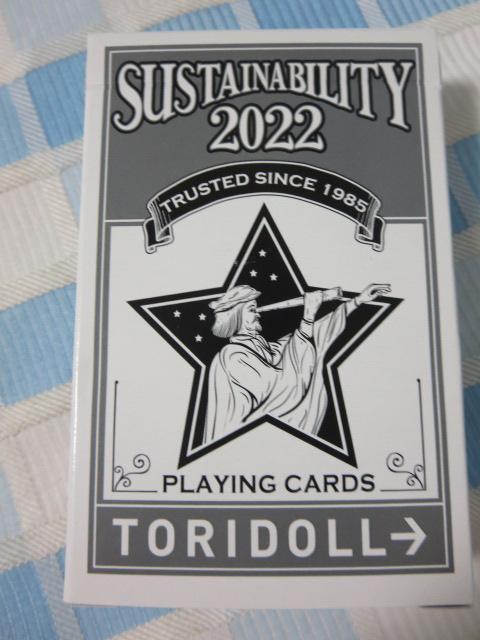 SUSTAINABILITY
2022
TRUSTED SINCE 1985
PLAYING CARDS
TORIDOLL→